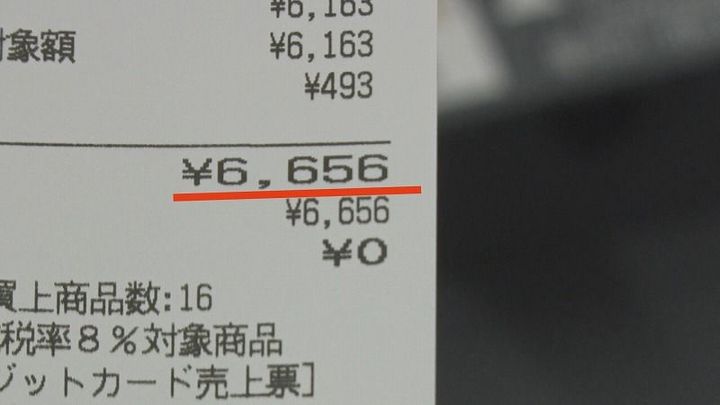 ¥6,163
対象額 ¥6,163
¥493
¥6,656
¥6,656
¥0
買上商品数:16
税率8%対象商品
ジットカード売上票]